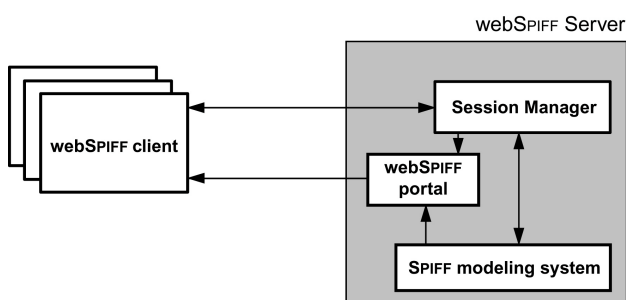 webSPIFF Server
Session Manager
webSPIFF client
webSPIFF
portal
SPIFF modeling system